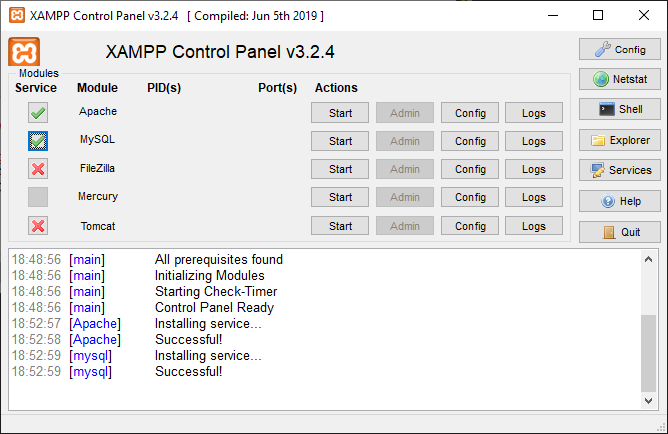 XAMPP Control Panel v3.2.4 [ Compiled: Jun 5th 2019 ]
XAMPP Control Panel v3.2.4
Config
Modules
Service Module PID(s) Port(s) Actions
Netstat
Apache Start Admin Config Logs
Shell
MySQL Start Admin Config Logs
Explorer
FileZilla Start Admin Config Logs
Services
Mercury Start Admin Config Logs
Help
Tomcat Start Admin Config Logs
Quit
18:48:56 [main] All prerequisites found
18:48:56 [main] Initializing Modules
18:48:56 [main] Starting Check-Timer
18:48:56 [main] Control Panel Ready
18:52:57 [Apache] Installing service...
18:52:58 [Apache] Successful!
18:52:59 [mysql] Installing service...
18:52:59 [mysql] Successful!